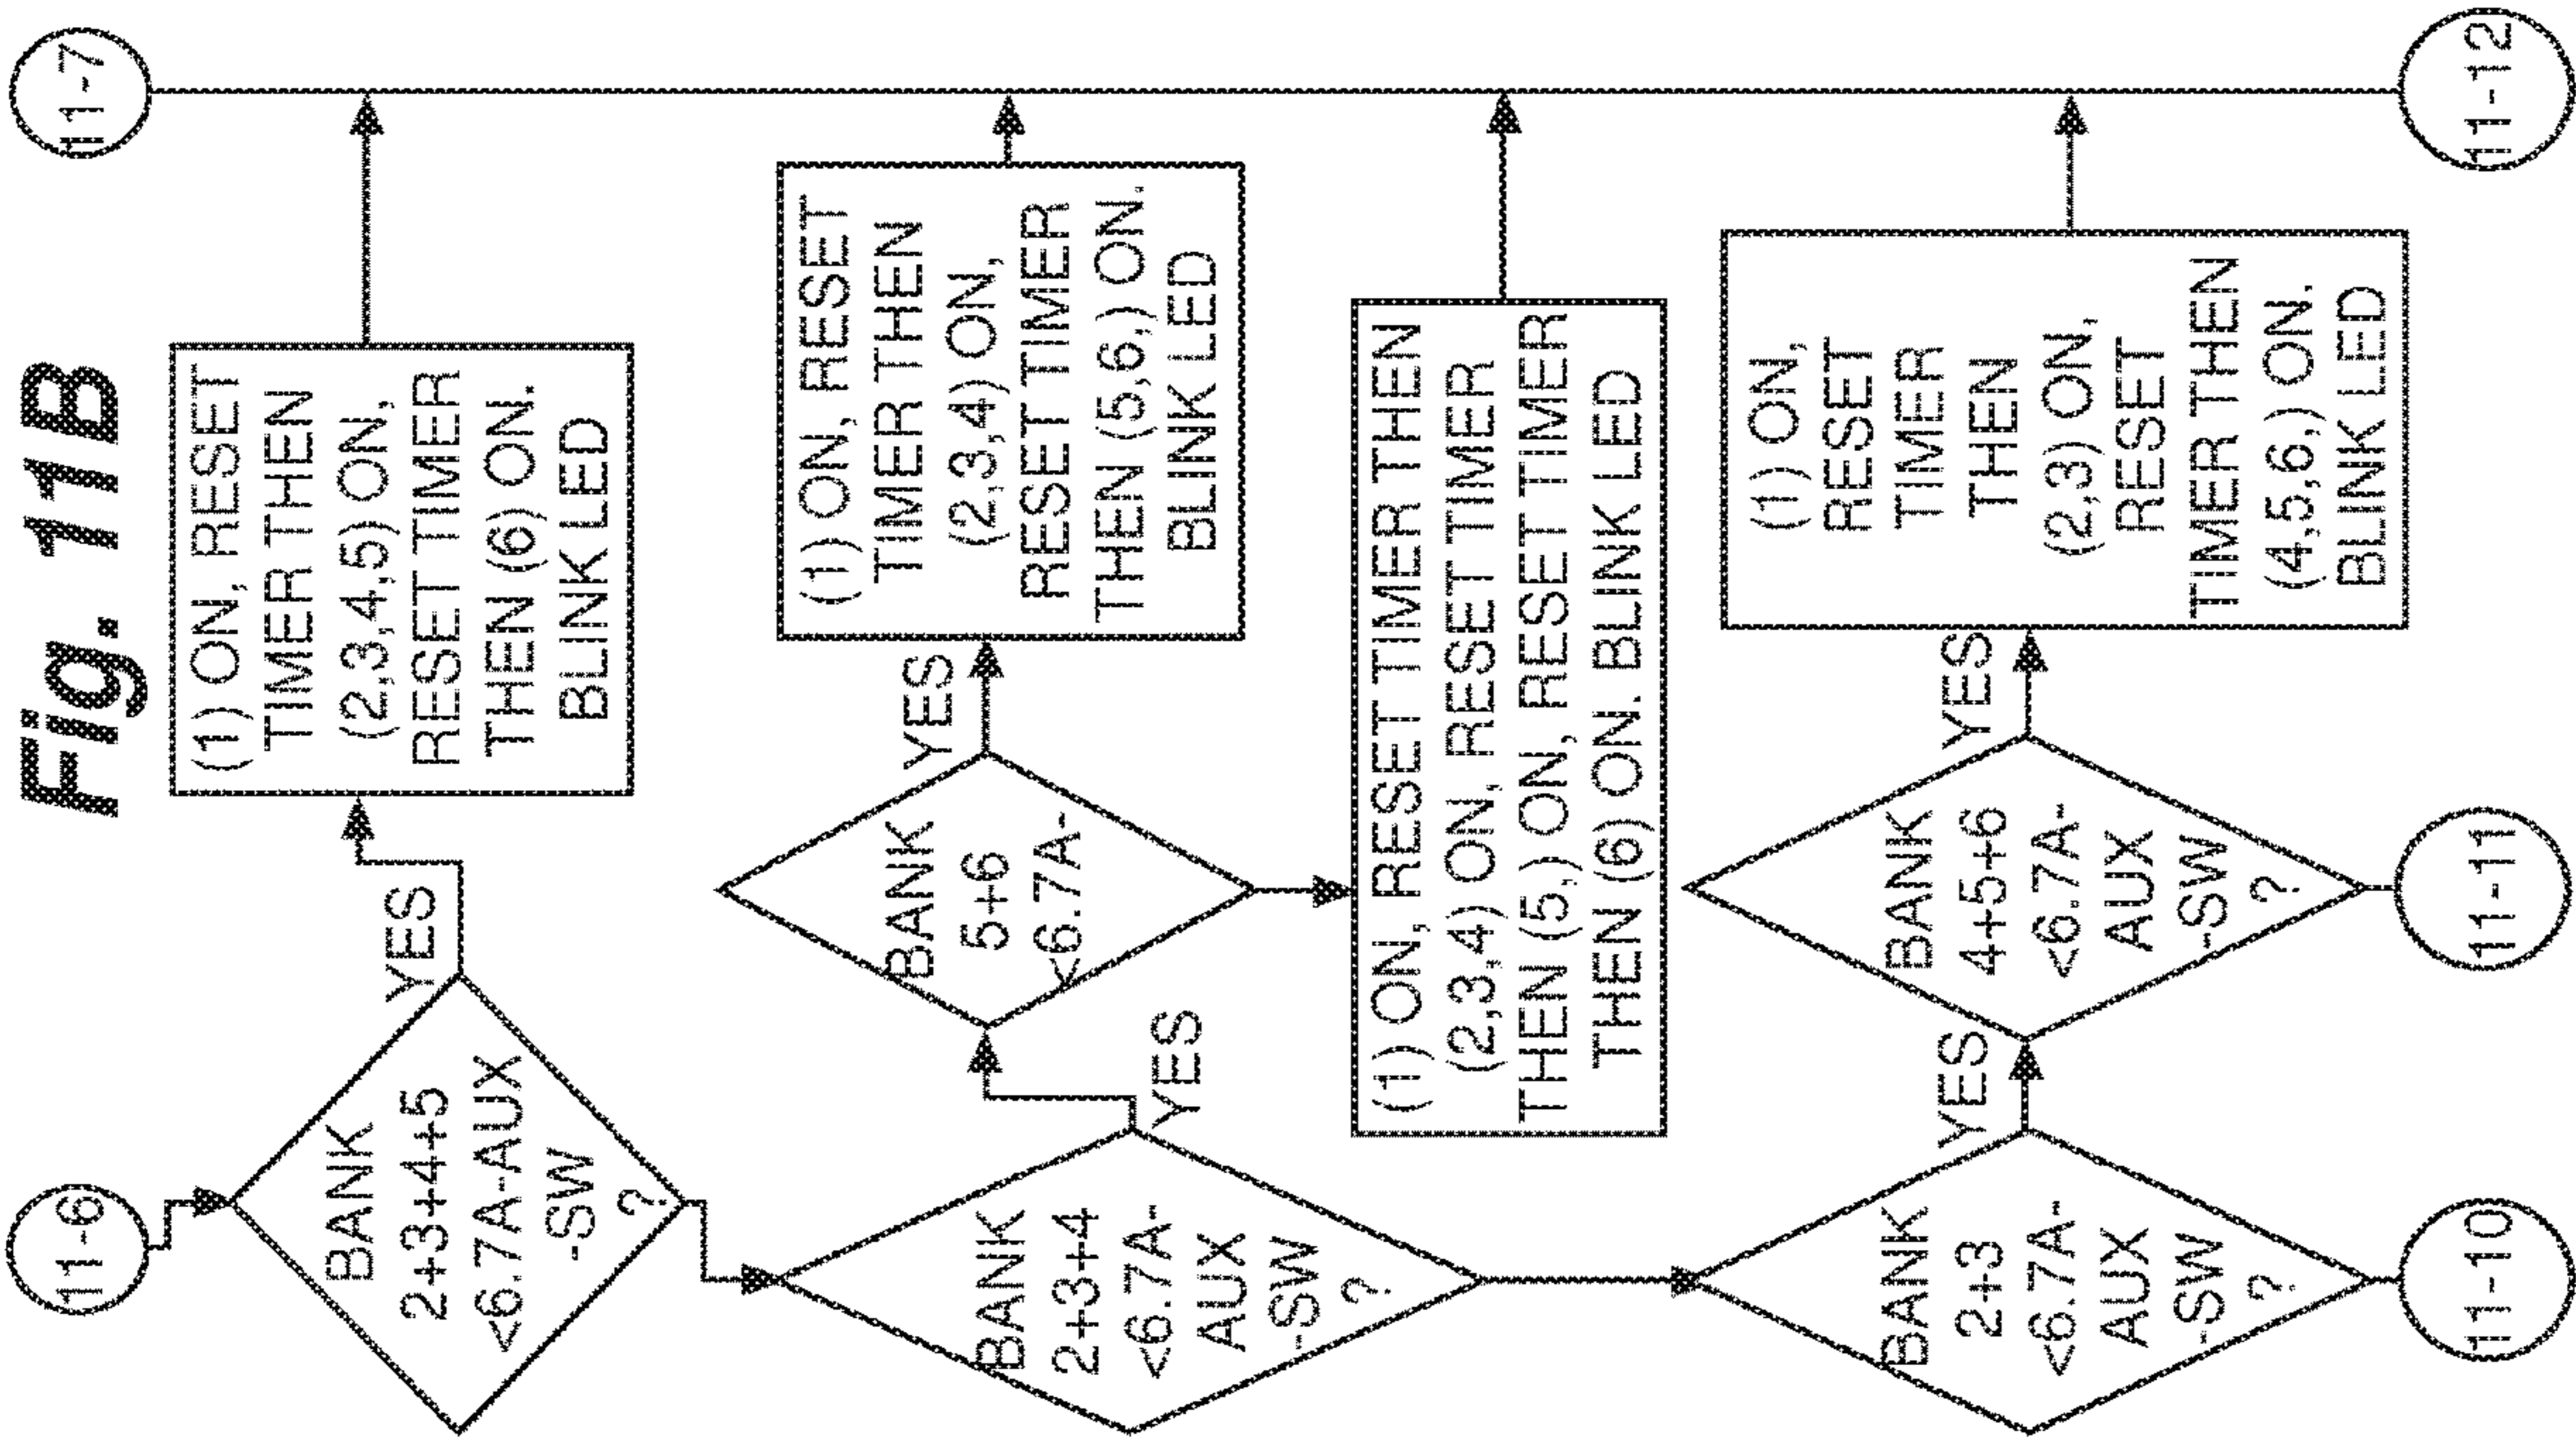 Fig. 11B
11-6
11-7
BANK
2+3+4+5
<6.7A-AUX
-SW
?
YES
(1) ON, RESET
TIMER THEN
(2,3,4,5) ON,
RESET TIMER
THEN (6) ON.
BLINK LED
BANK
2+3+4
<6.7A-
AUX
-SW
?
YES
BANK
5+6
<6.7A-
YES
(1) ON, RESET
TIMER THEN
(2,3,4) ON,
RESET TIMER
THEN (5,6,) ON.
BLINK LED
(1) ON, RESET TIMER THEN
(2,3,4) ON, RESET TIMER
THEN (5,) ON, RESET TIMER
THEN (6) ON. BLINK LED
BANK
2+3
<6.7A-
AUX
-SW
?
YES
BANK
4+5+6
<6.7A-
AUX
-SW
?
YES
(1) ON,
RESET
TIMER
THEN
(2,3) ON,
RESET
TIMER THEN
(4,5,6,) ON.
BLINK LED
11-10
11-11
11-12